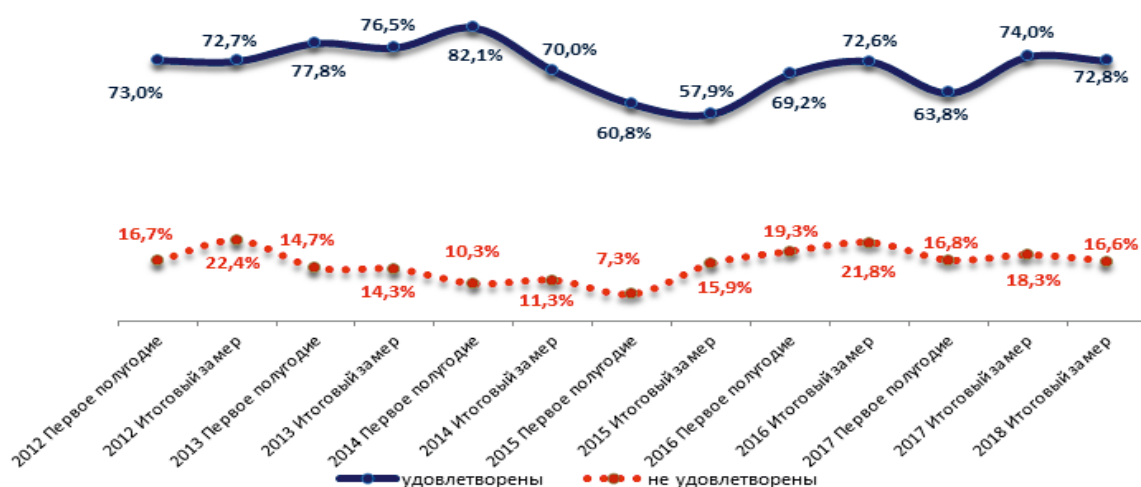 76,5%
72,7%
74,0%
72,6%
70,0%
82,1%
77,8%
72,8%
73,0%
57,9%
69,2%
63,8%
60,8%
16,7%
14,7%
19,3%
16,8%
16,6%
10,3%
7,3%
22,4%
21,8%
18,3%
15,9%
14,3%
11,3%
2012 Первое полугодие
2012 Итоговый замер
2013 Первое полугодие
2013 Итоговый замер
2014 Первое полугодие
2014 Итоговый замер
2015 Первое полугодие
2015 Итоговый замер
2016 Первое полугодие
2016 Итоговый замер
2017 Первое полугодие
2017 Итоговый замер
2018 Итоговый замер
удовлетворены
не удовлетворены